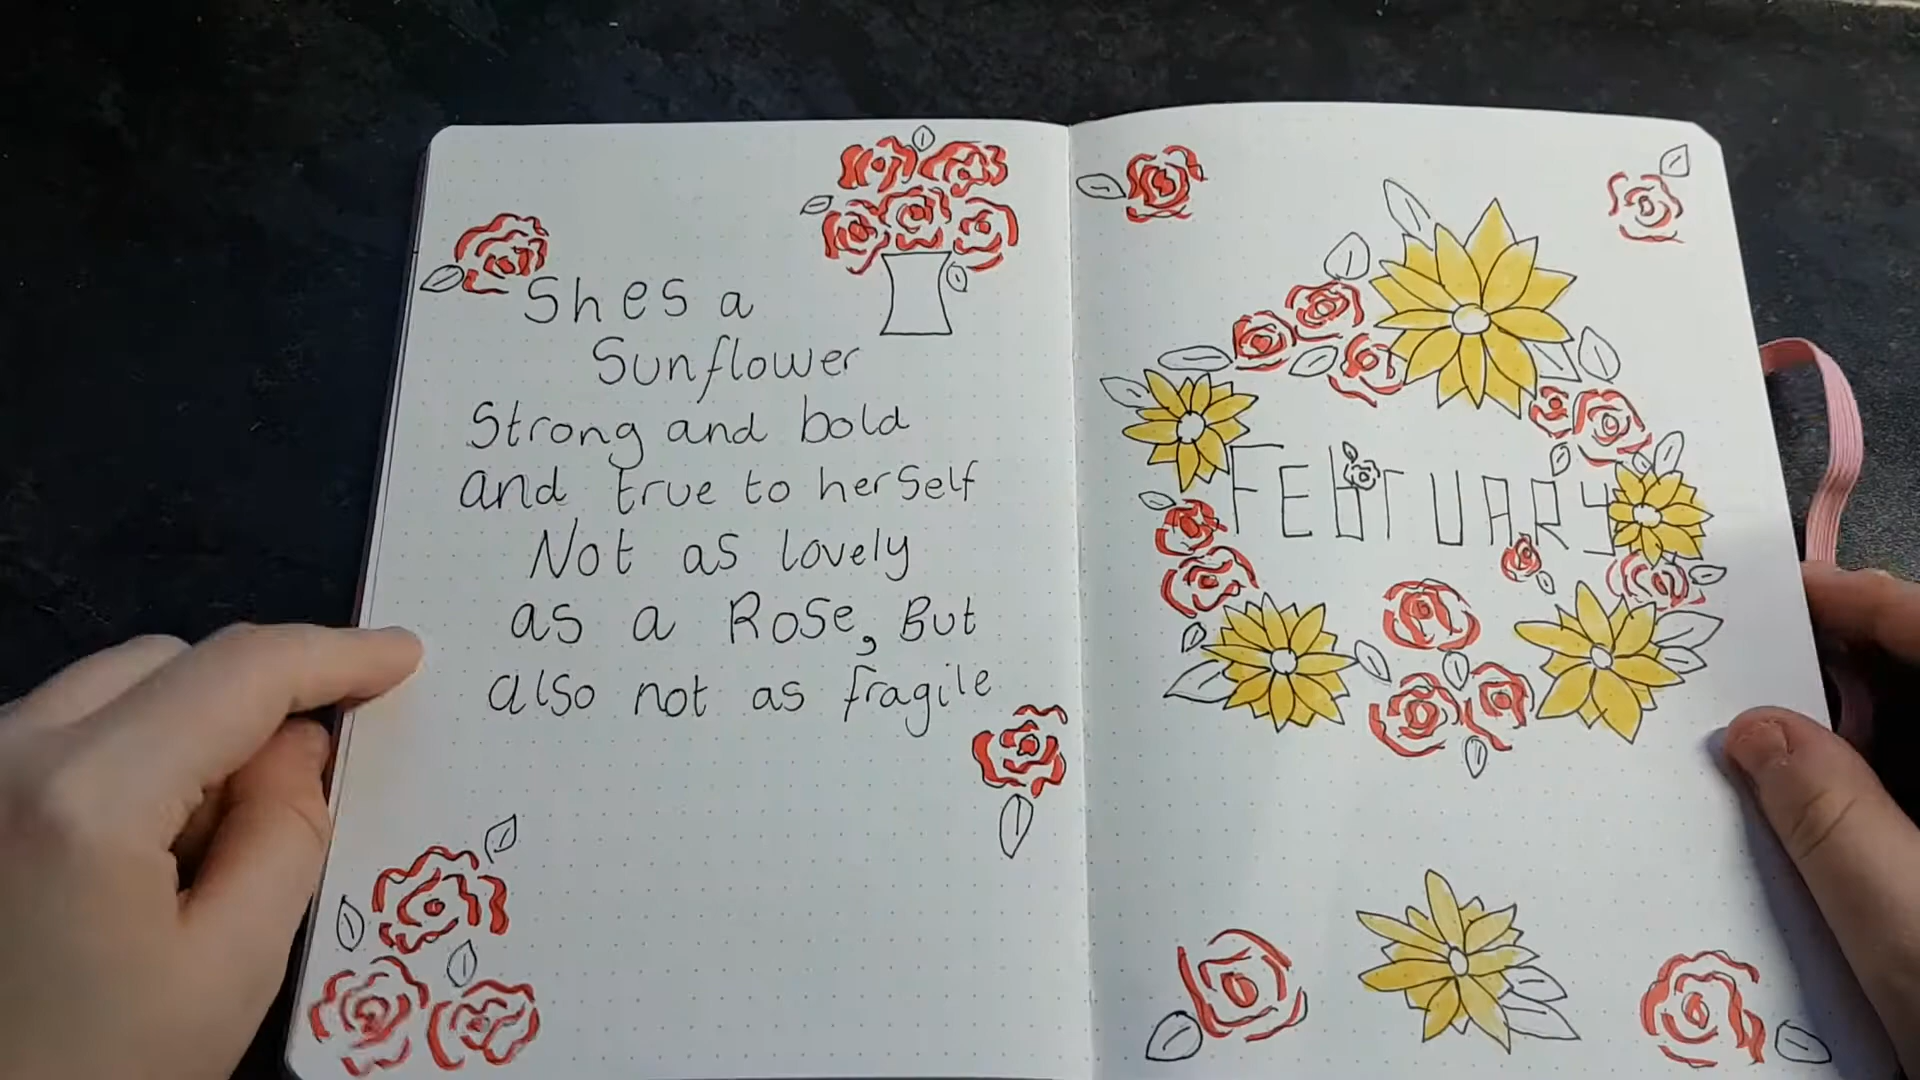 Shes a
Sunflower
Strong and bold
and true to herself
Not as lovely
as a Rose, But
also not as fragile
FEbrUARY